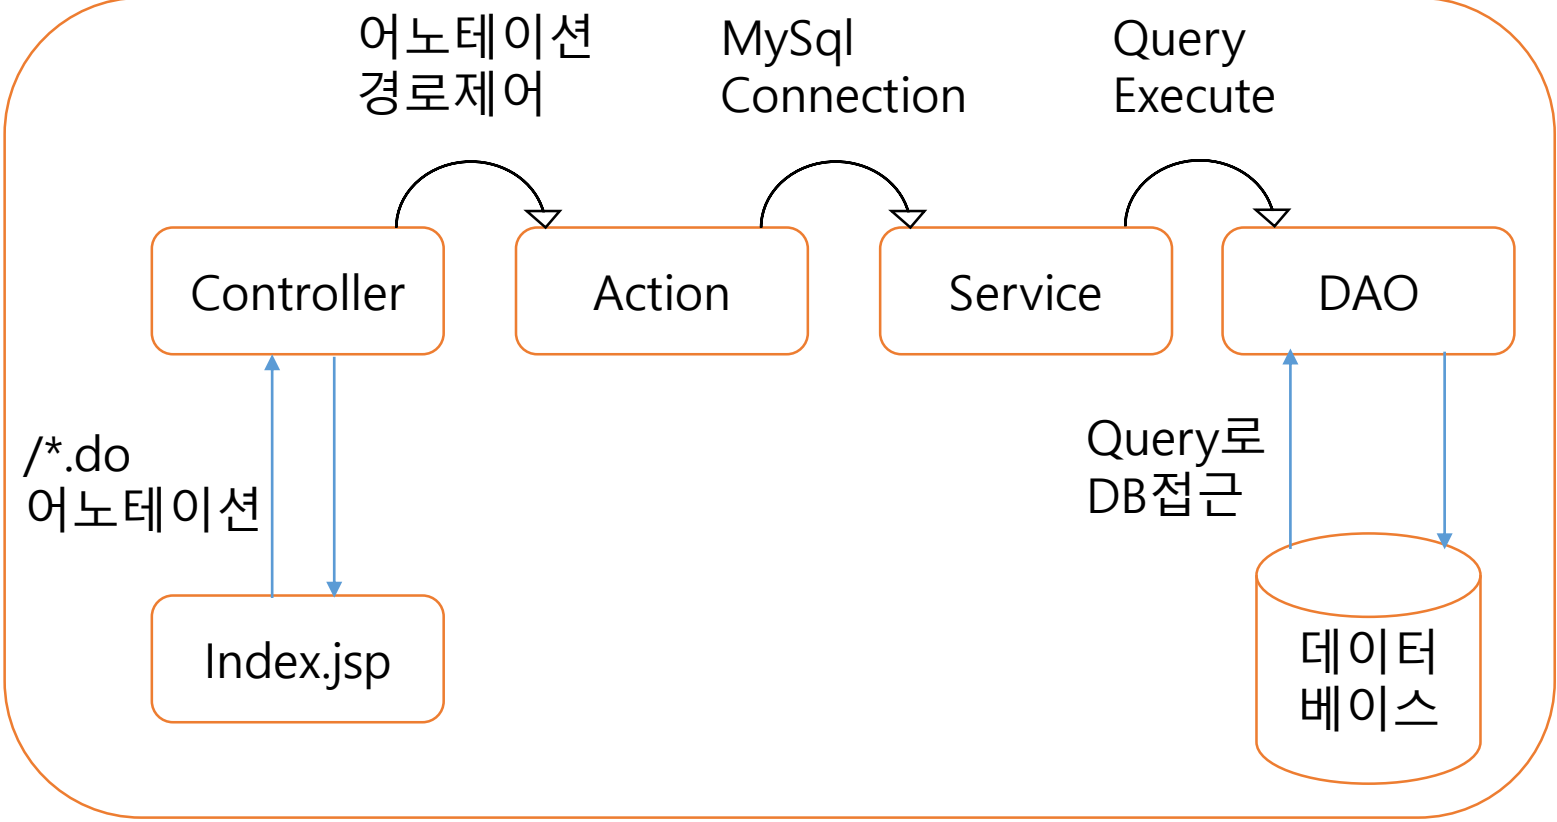 어노테이션
경로제어
MySql
Connection
Query
Execute
Controller
Action
Service
DAO
/*.do
어노테이션
Query로
DB접근
Index.jsp
데이터
베이스